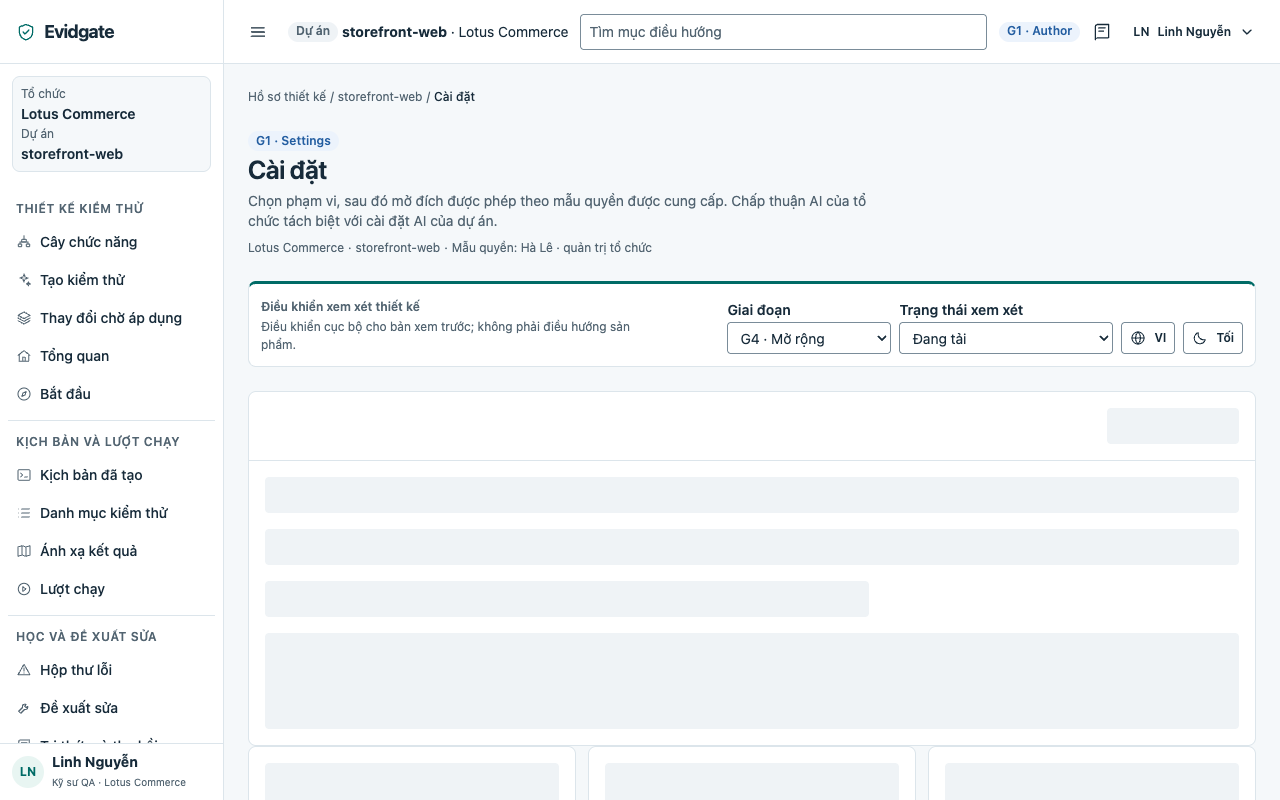 Evidgate
Dự án storefront-web · Lotus Commerce
Tìm mục điều hướng
G1 · Author
LN Linh Nguyễn
Tổ chức
Lotus Commerce
Dự án
storefront-web
THIẾT KẾ KIỂM THỬ
Cây chức năng
Tạo kiểm thử
Thay đổi chờ áp dụng
Tổng quan
Bắt đầu
KỊCH BẢN VÀ LƯỢT CHẠY
Kịch bản đã tạo
Danh mục kiểm thử
Ánh xạ kết quả
Lượt chạy
HỌC VÀ ĐỀ XUẤT SỬA
Hộp thư lỗi
Đề xuất sửa
LN
Linh Nguyễn
Kỹ sư QA · Lotus Commerce
Hồ sơ thiết kế / storefront-web / Cài đặt
G1 · Settings
Cài đặt
Chọn phạm vi, sau đó mở đích được phép theo mẫu quyền được cung cấp. Chấp thuận AI của tổ
chức tách biệt với cài đặt AI của dự án.
Lotus Commerce · storefront-web · Mẫu quyền: Hà Lê · quản trị tổ chức
Điều khiển xem xét thiết kế
Điều khiển cục bộ cho bản xem trước; không phải điều hướng sản
phẩm.
Giai đoạn
G4 · Mở rộng
Trạng thái xem xét
Đang tải
VI
Tối